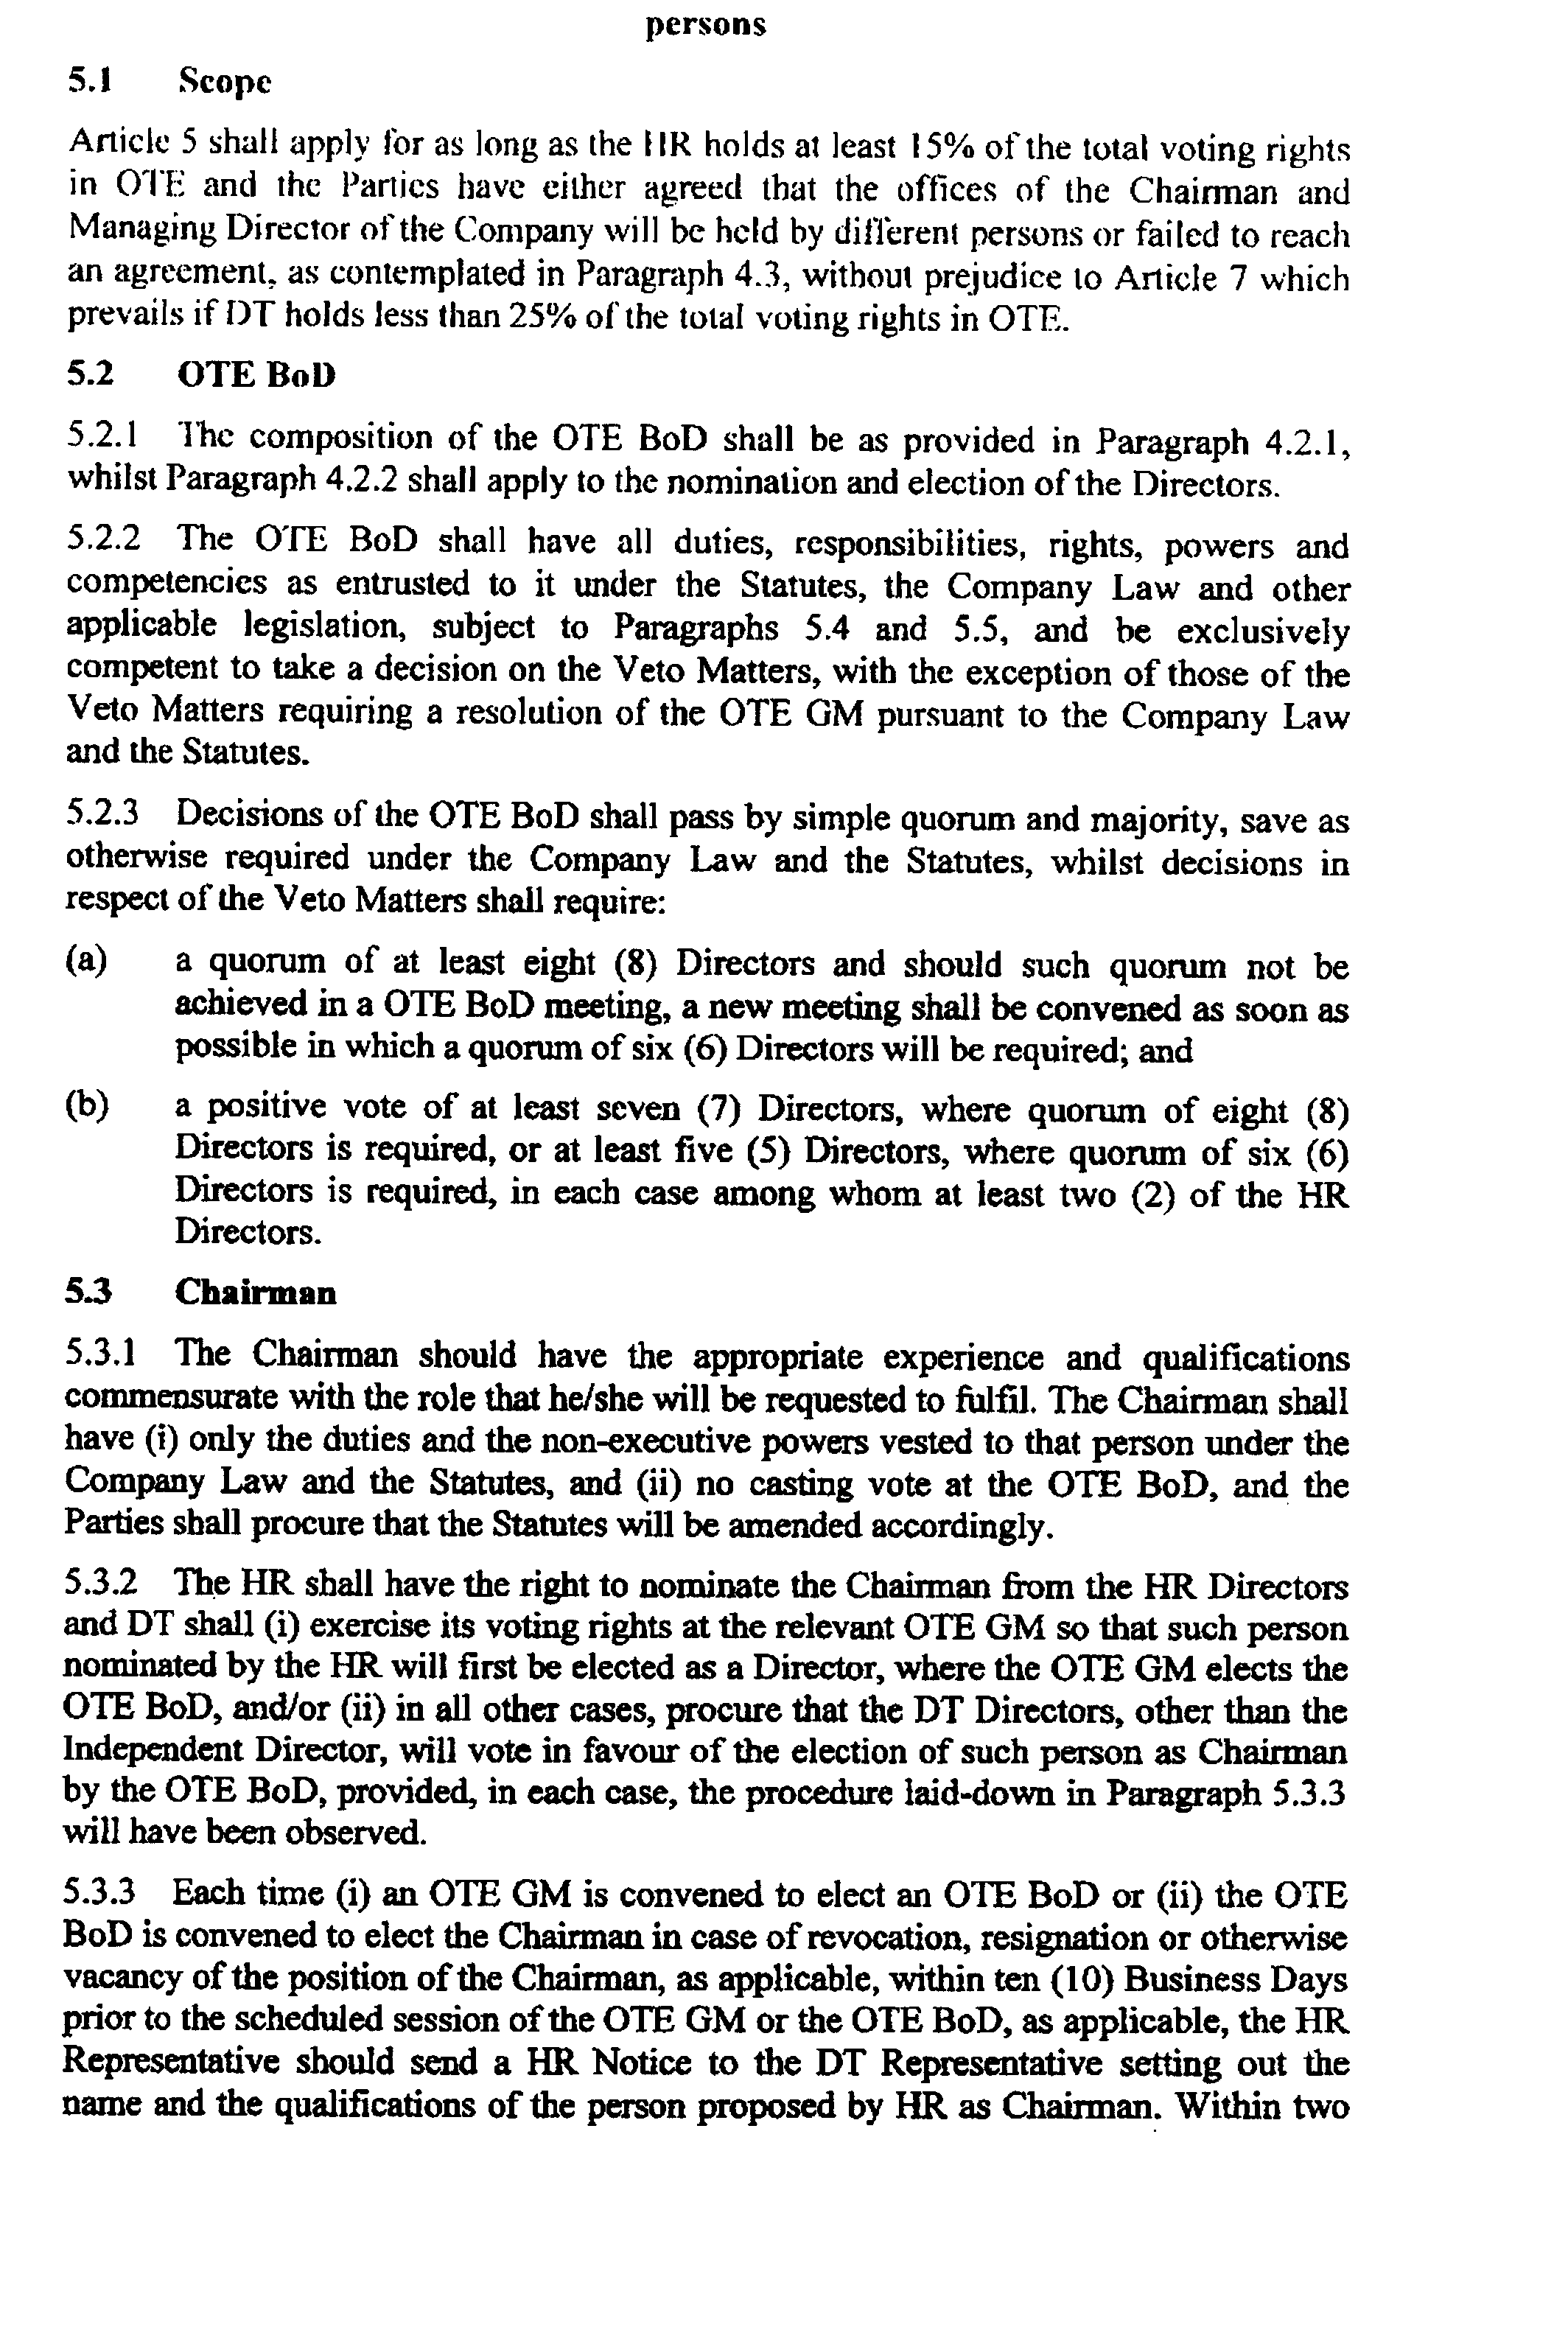 persons
5.1 Scope
Article 5 shall apply for as long as the HR holds at least 15% of the total voting rights
in OTE and the Parties have either agreed that the offices of the Chairman and
Managing Director of the Company will be held by different persons or failed to reach
an agreement, as contemplated in Paragraph 4.3, without prejudice to Article 7 which
prevails if DT holds less than 25% of the total voting rights in OTE.
5.2 OTE BoD
5.2.1 The composition of the OTE BoD shall be as provided in Paragraph 4.2.1,
whilst Paragraph 4.2.2 shall apply to the nomination and election of the Directors.
5.2.2 The OTE BoD shall have all duties, responsibilities, rights, powers and
competencies as entrusted to it under the Statutes, the Company Law and other
applicable legislation, subject to Paragraphs 5.4 and 5.5, and be exclusively
competent to take a decision on the Veto Matters, with the exception of those of the
Veto Matters requiring a resolution of the OTE GM pursuant to the Company Law
and the Statutes.
5.2.3 Decisions of the OTE BoD shall pass by simple quorum and majority, save as
otherwise required under the Company Law and the Statutes, whilst decisions in
respect of the Veto Matters shall require:
(a) a quorum of at least eight (8) Directors and should such quorum not be
achieved in a OTE BoD meeting, a new meeting shall be convened as soon as
possible in which a quorum of six (6) Directors will be required; and
(b) a positive vote of at least seven (7) Directors, where quorum of eight (8)
Directors is required, or at least five (5) Directors, where quorum of six (6)
Directors is required, in each case among whom at least two (2) of the HR
Directors.
5.3 Chairman
5.3.1 The Chairman should have the appropriate experience and qualifications
commensurate with the role that he/she will be requested to fulfil. The Chairman shall
have (i) only the duties and the non-executive powers vested to that person under the
Company Law and the Statutes, and (ii) no casting vote at the OTE BoD, and the
Parties shall procure that the Statutes will be amended accordingly.
5.3.2 The HR shall have the right to nominate the Chairman from the HR Directors
and DT shall (i) exercise its voting rights at the relevant OTE GM so that such person
nominated by the HR will first be elected as a Director, where the OTE GM elects the
OTE BoD, and/or (ii) in all other cases, procure that the DT Directors, other than the
Independent Director, will vote in favour of the election of such person as Chairman
by the OTE BoD, provided, in each case, the procedure laid-down in Paragraph 5.3.3
will have been observed.
5.3.3 Each time (i) an OTE GM is convened to elect an OTE BoD or (ii) the OTE
BoD is convened to elect the Chairman in case of revocation, resignation or otherwise
vacancy of the position of the Chairman, as applicable, within ten (10) Business Days
prior to the scheduled session of the OTE GM or the OTE BoD, as applicable, the HR
Representative should send a HR Notice to the DT Representative setting out the
name and the qualifications of the person proposed by HR as Chairman. Within two